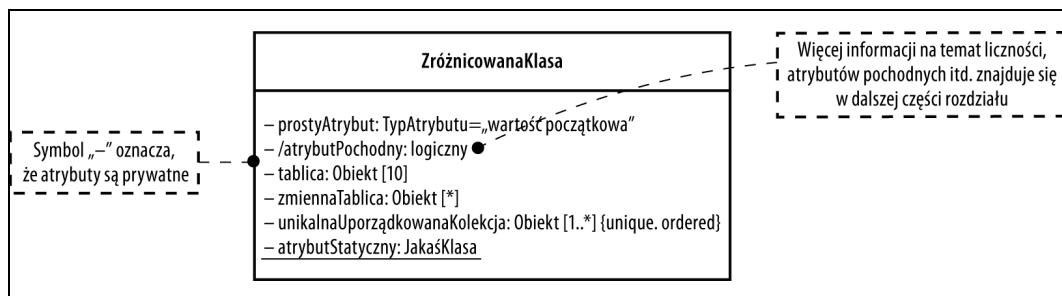 ZróżnicowanaKlasa
– prostyAtrybut: TypAtrybutu=„wartość początkowa”
– /atrybutPochodny: logiczny
– tablica: Obiekt [10]
– zmiennaTablica: Obiekt [*]
– unikalnaUporządkowanaKolekcja: Obiekt [1..*] {unique. ordered}
– atrybutStatyczny: JakaśKlasa
Symbol „–” oznacza,
że atrybuty są prywatne
Więcej informacji na temat liczności,
atrybutów pochodnych itd. znajduje się
w dalszej części rozdziału